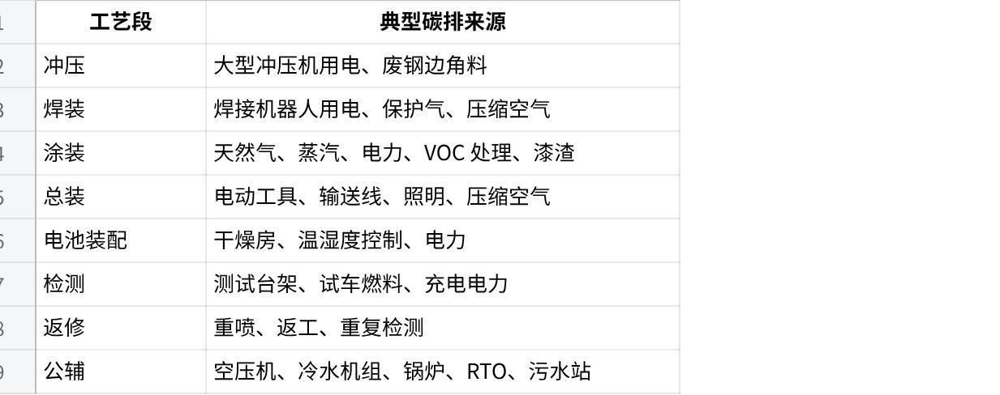 工艺段 典型碳排来源
2 冲压 大型冲压机用电、废钢边角料
焊装 焊接机器人用电、保护气、压缩空气
涂装 天然气、蒸汽、电力、VOC 处理、漆渣
5 总装 电动工具、输送线、照明、压缩空气
电池装配 干燥房、温湿度控制、电力
7 检测 测试台架、试车燃料、充电电力
返修 重喷、返工、重复检测
9 公辅 空压机、冷水机组、锅炉、RTO、污水站